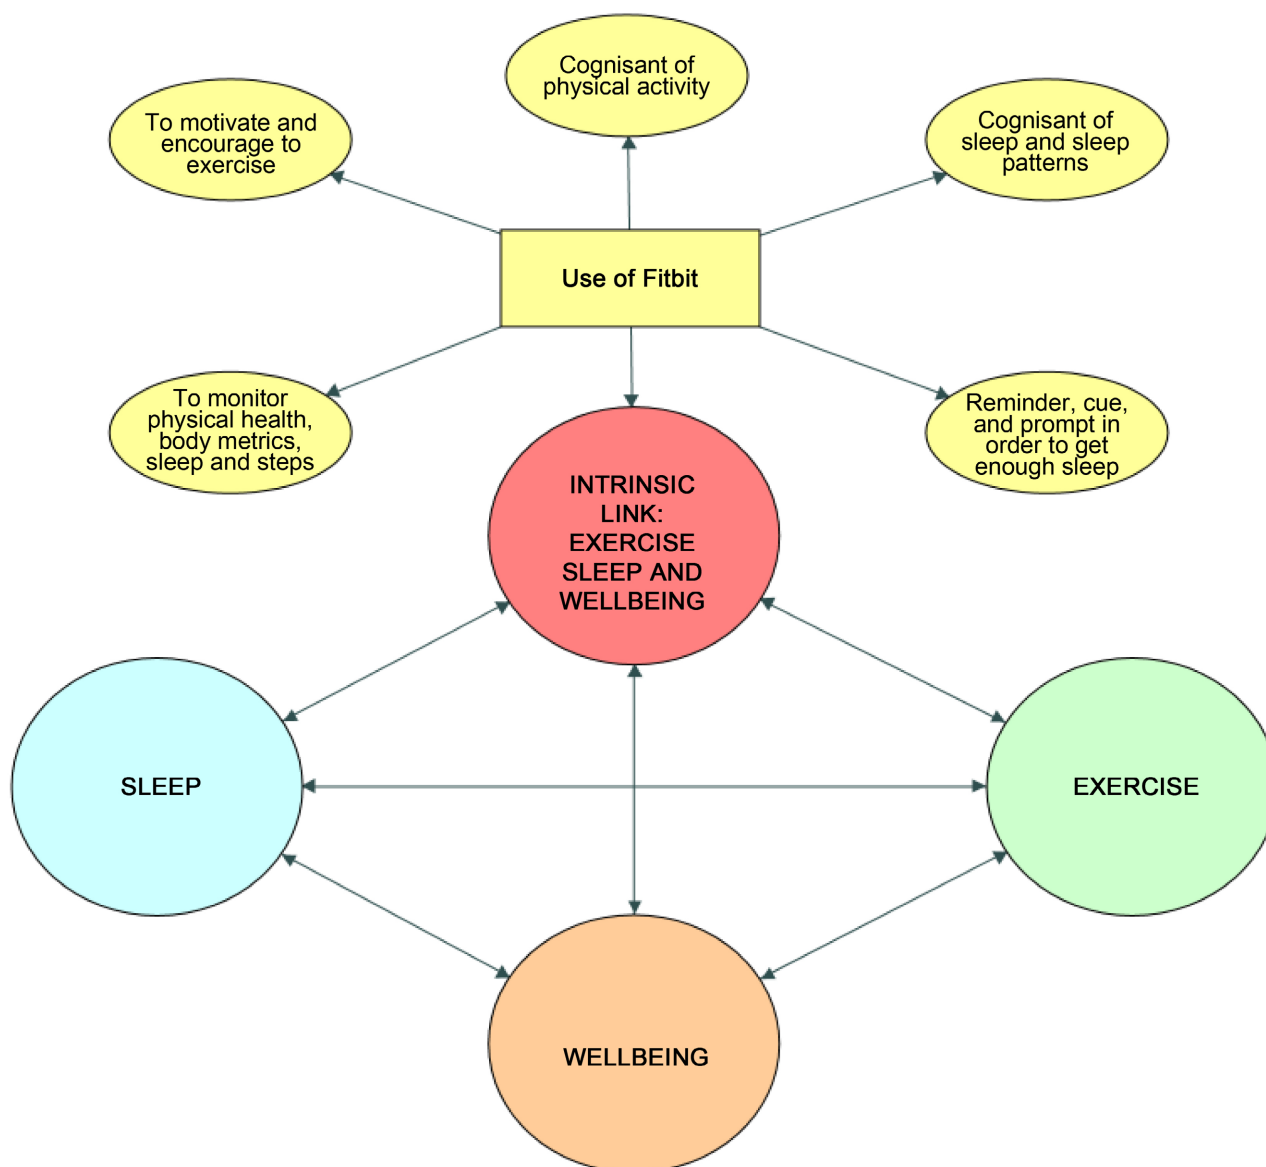 Cognisant of
physical activity
To motivate and
encourage to
exercise
Cognisant of
sleep and sleep
patterns
Use of Fitbit
To monitor
physical health,
body metrics,
sleep and steps
Reminder, cue,
and prompt in
order to get
enough sleep
INTRINSIC
LINK:
EXERCISE
SLEEP AND
WELLBEING
SLEEP
EXERCISE
WELLBEING